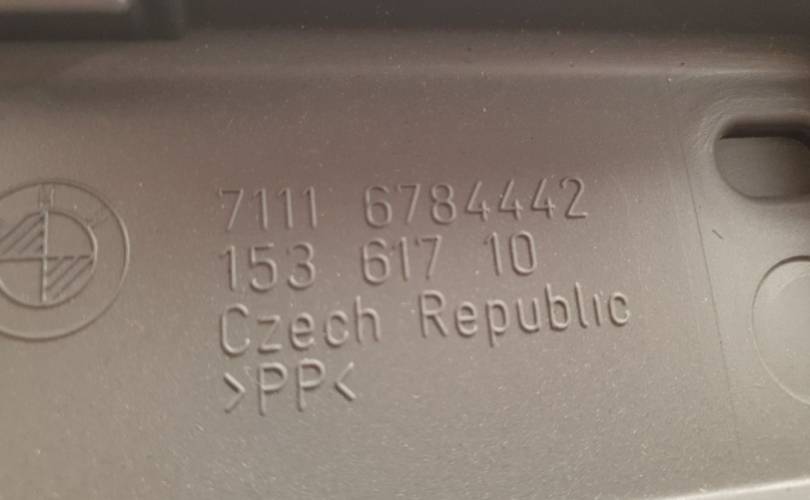 7111 6784442
153 617 10
Czech Republic
>PP<